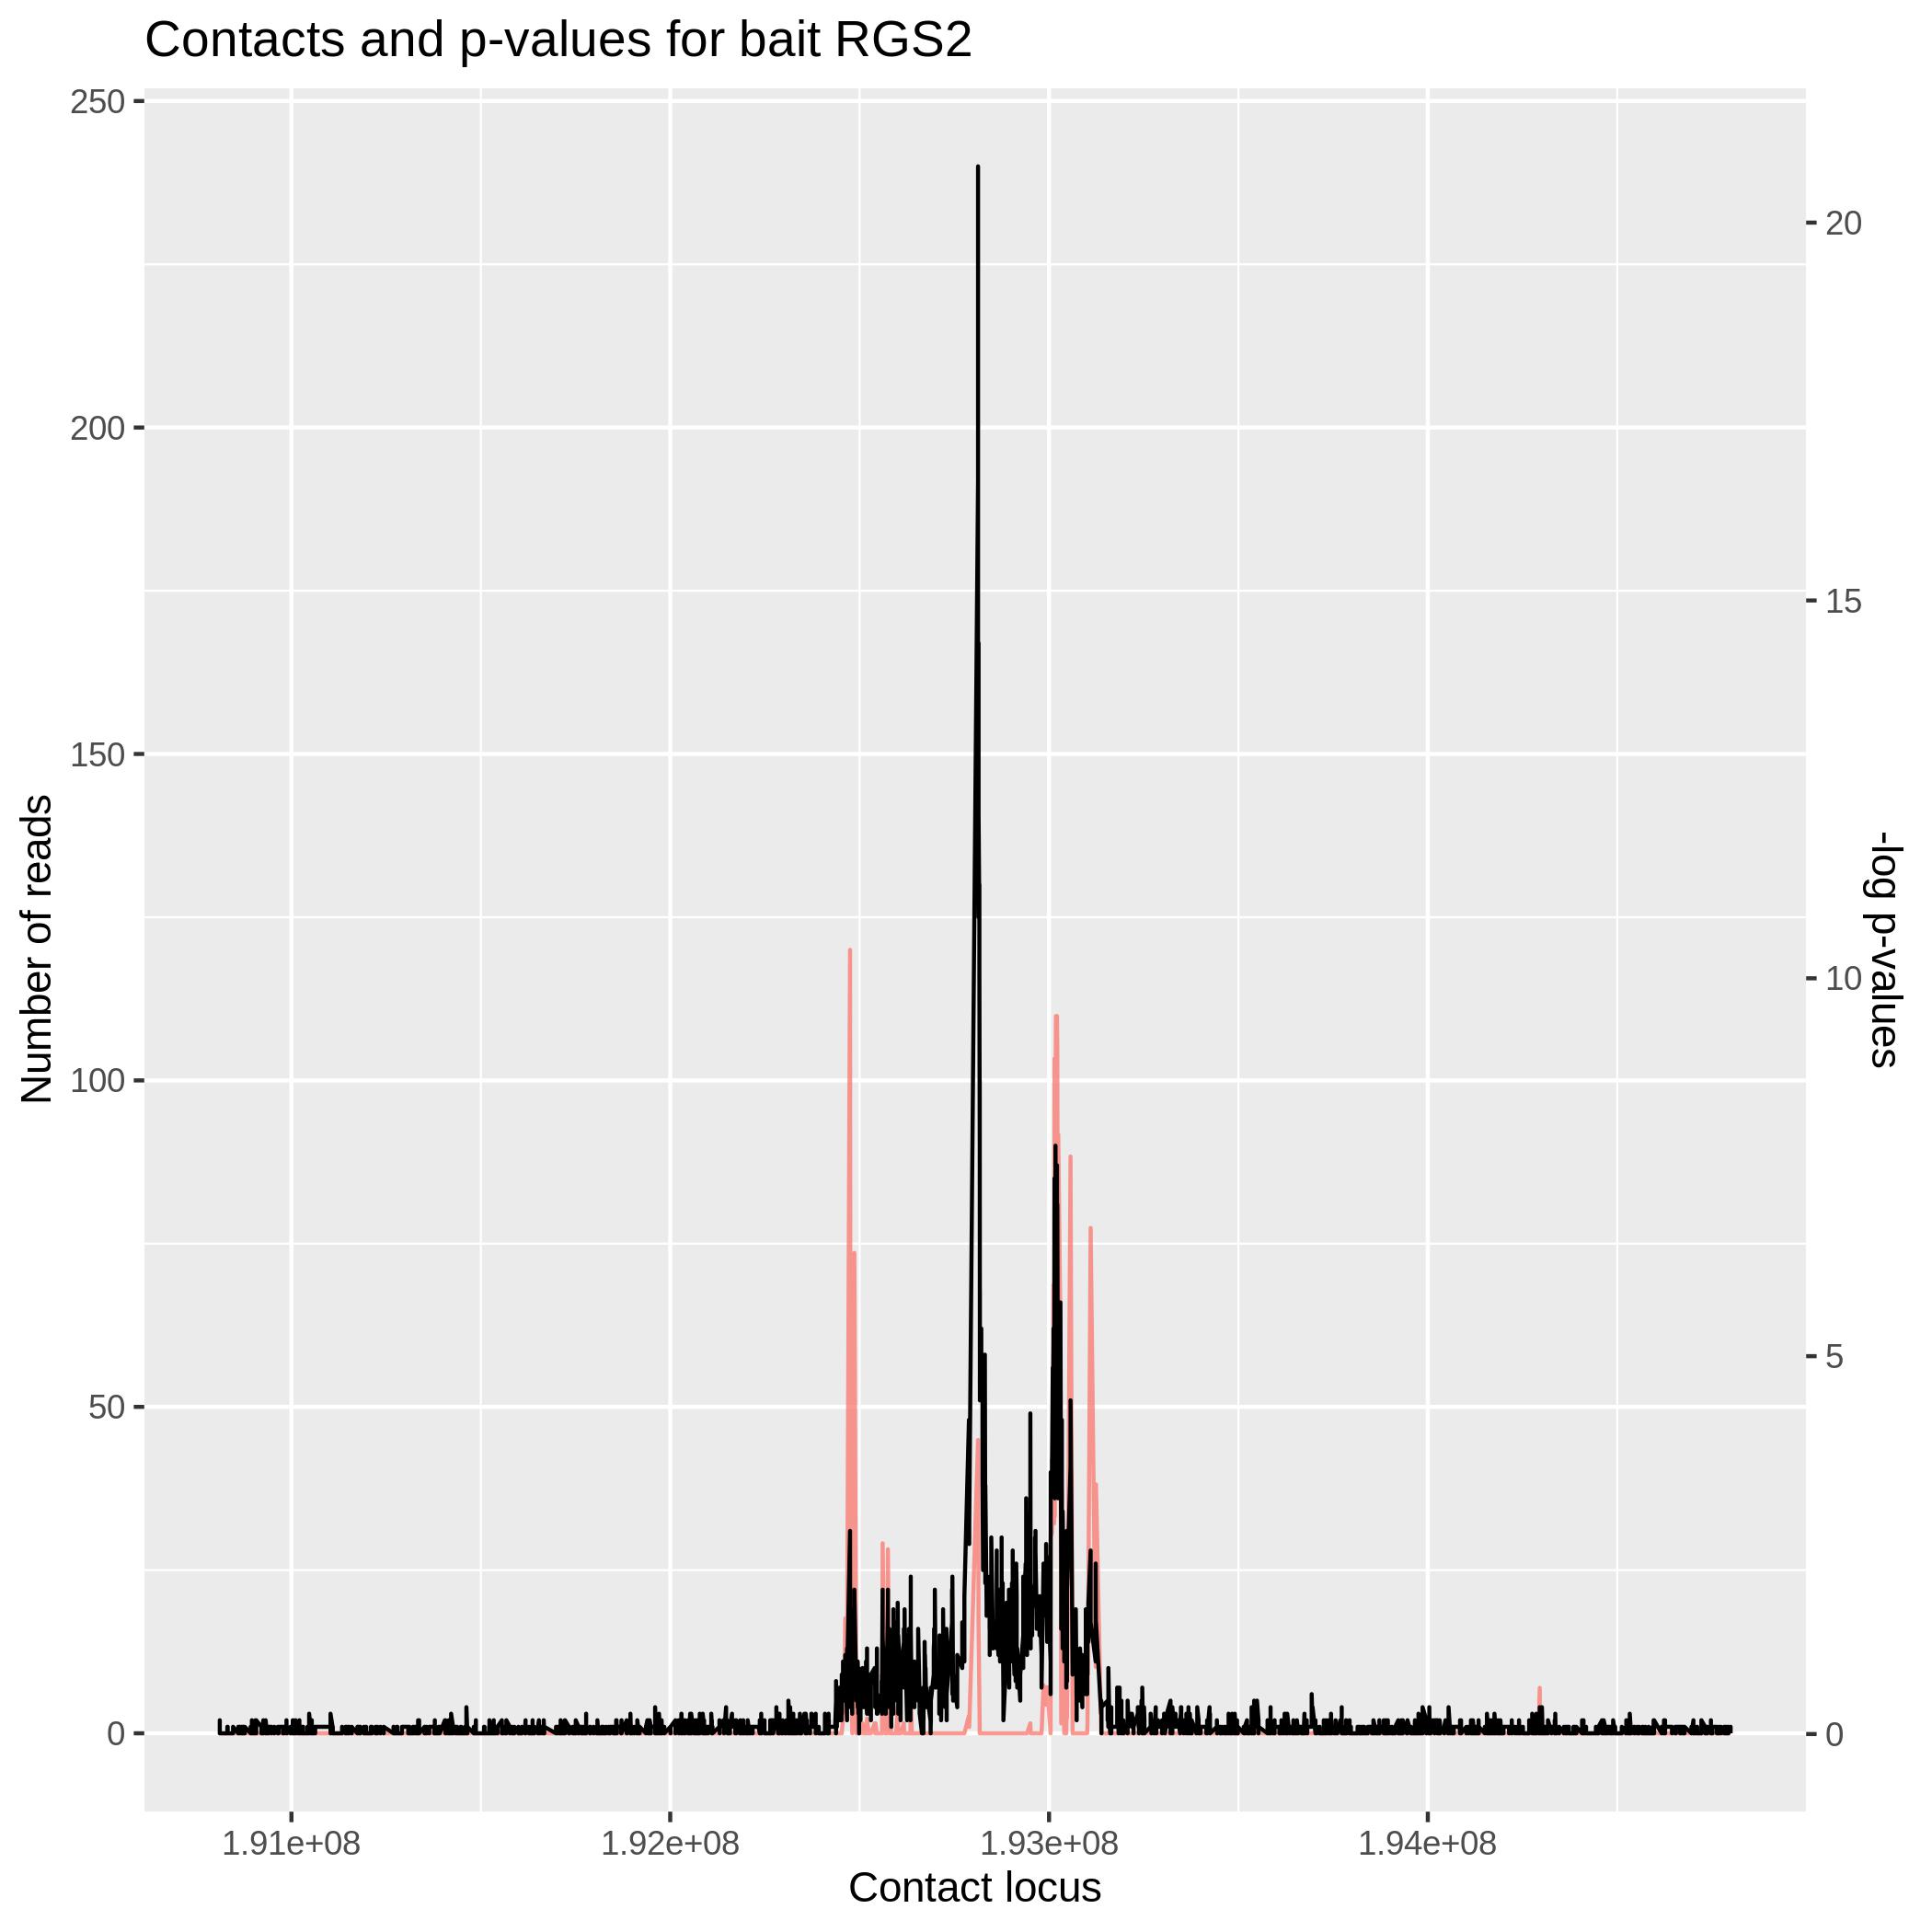 Contacts and p-values for bait RGS2
250
200
150
100
50
0
Number of reads
20
15
10
5
0
-log p-values
1.91e+08
1.92e+08
1.93e+08
1.94e+08
Contact locus